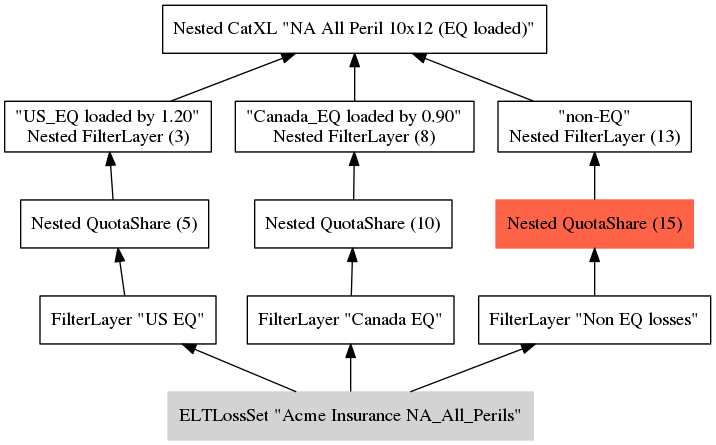 Nested CatXL "NA All Peril 10x12 (EQ loaded)"
"US_EQ loaded by 1.20"
Nested FilterLayer (3)
"Canada_EQ loaded by 0.90"
Nested FilterLayer (8)
"non-EQ"
Nested FilterLayer (13)
Nested QuotaShare (5)
Nested QuotaShare (10)
Nested QuotaShare (15)
FilterLayer "US EQ"
FilterLayer "Canada EQ"
FilterLayer "Non EQ losses"
ELTLossSet "Acme Insurance NA_All_Perils"